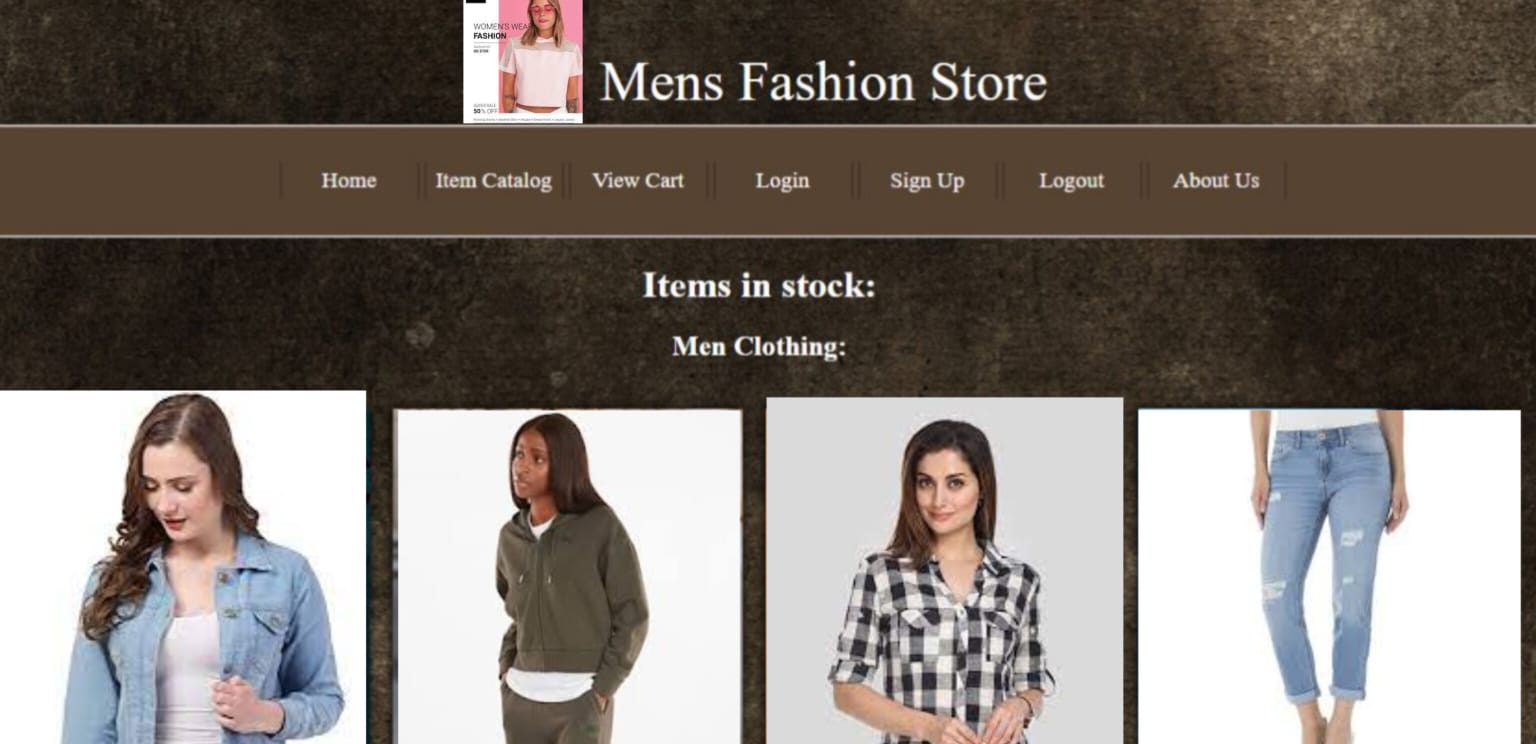 WOMEN'S WEAR
FASHION
50% OFF
Mens Fashion Store
Home
Item Catalog
View Cart
Login
Sign Up
Logout
About Us
Items in stock:
Men Clothing: